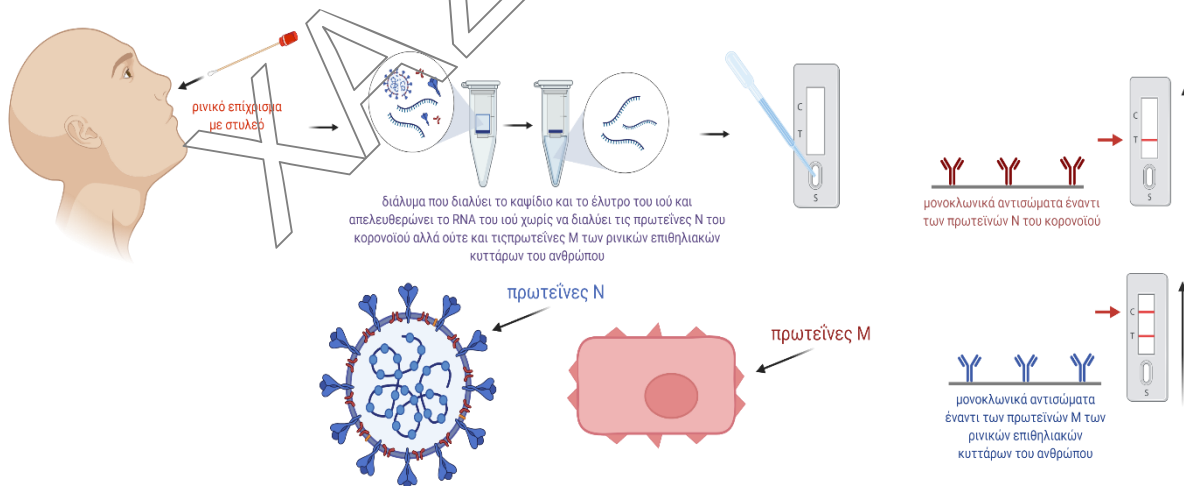 ΧΑ
ρινικό επίχρισμα
με στυλεό
C
T
S
διάλυμα που διαλύει το καψίδιο και το έλυτρο του ιού και
απελευθερώνει το RNA του ιού χωρίς να διαλύει τις πρωτεΐνες Ν του
κορονοϊού αλλά ούτε και τιςπρωτεΐνες Μ των ρινικών επιθηλιακών
κυττάρων του ανθρώπου
C
T
S
μονοκλωνικά αντισώματα έναντι
των πρωτεϊνών Ν του κορονοϊού
πρωτεΐνες Ν
πρωτεΐνες Μ
C
T
S
μονοκλωνικά αντισώματα
έναντι των πρωτεϊνών Μ των
ρινικών επιθηλιακών
κυττάρων του ανθρώπου